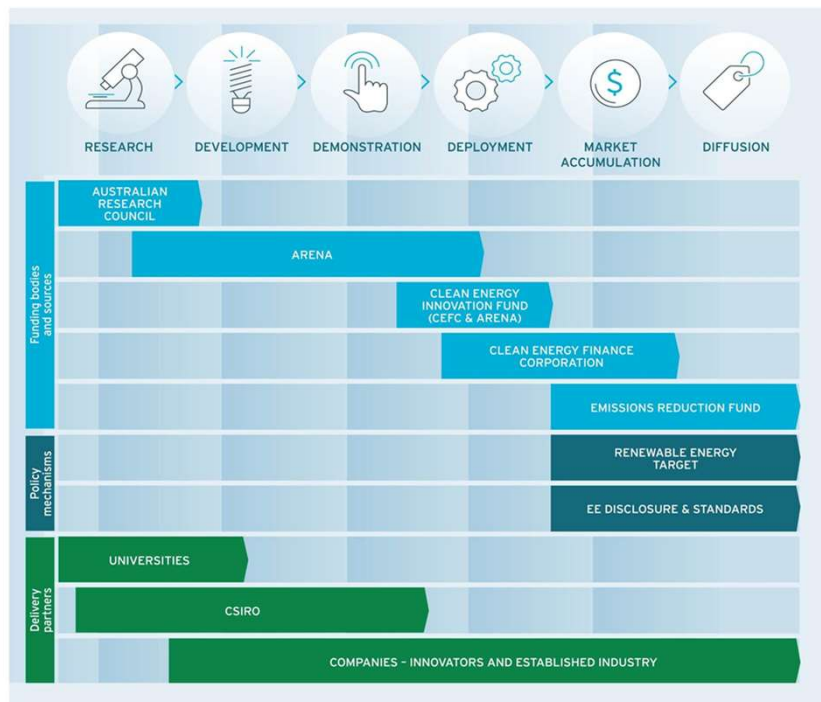 $
RESEARCH
DEVELOPMENT
DEMONSTRATION
DEPLOYMENT
MARKET
ACCUMULATION
DIFFUSION
Funding bodies
and sources
AUSTRALIAN
RESEARCH
COUNCIL
ARENA
CLEAN ENERGY
INNOVATION FUND
(CEFC & ARENA)
CLEAN ENERGY FINANCE
CORPORATION
EMISSIONS REDUCTION FUND
Policy
mechanisms
RENEWABLE ENERGY
TARGET
EE DISCLOSURE & STANDARDS
Delivery
partners
UNIVERSITIES
CSIRO
COMPANIES – INNOVATORS AND ESTABLISHED INDUSTRY